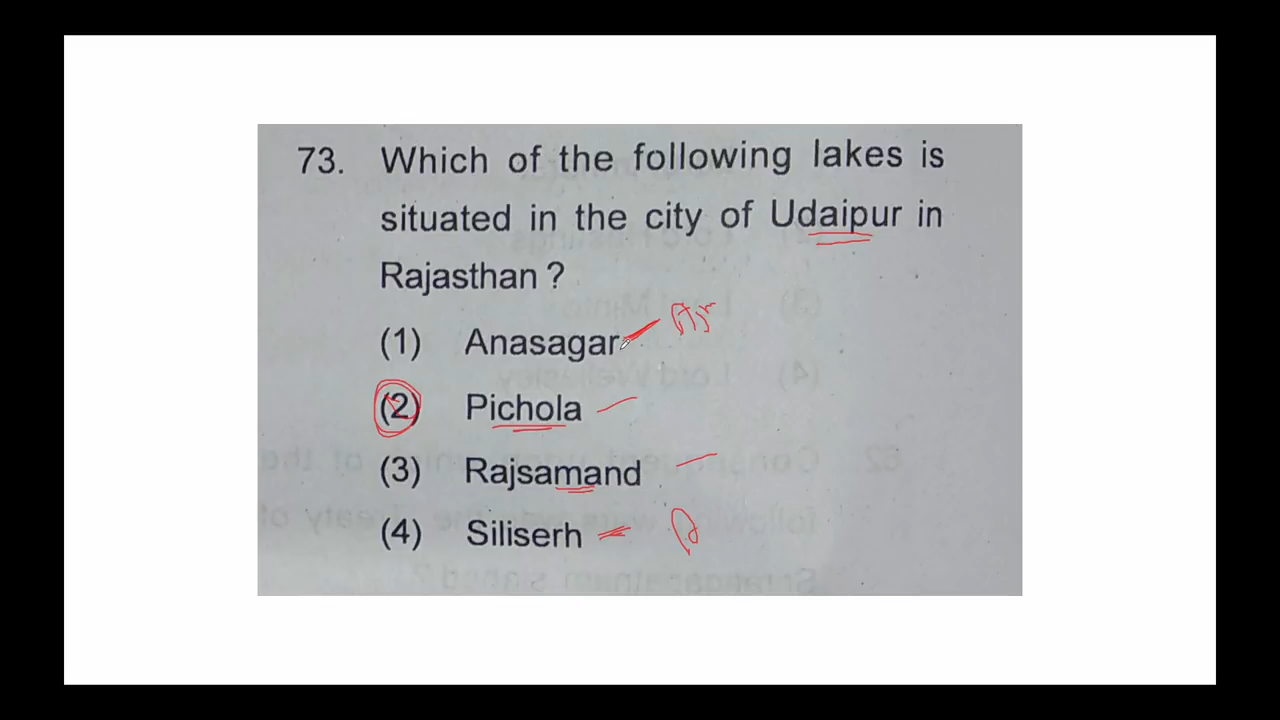 73. Which of the following lakes is
situated in the city of Udaipur in
Rajasthan ?
(1) Anasagar
(2) Pichola
(3) Rajsamand
(4) Siliserh